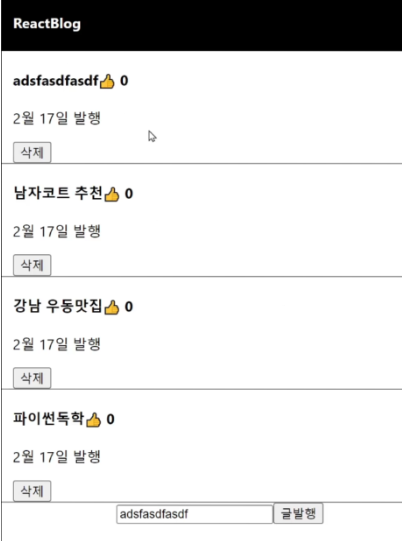 ReactBlog
adsfasdfasdf👍 0
2월 17일 발행
삭제
남자코트 추천👍 0
2월 17일 발행
삭제
강남 우동맛집👍 0
2월 17일 발행
삭제
파이썬독학👍 0
2월 17일 발행
삭제
adsfasdfasdf 글발행